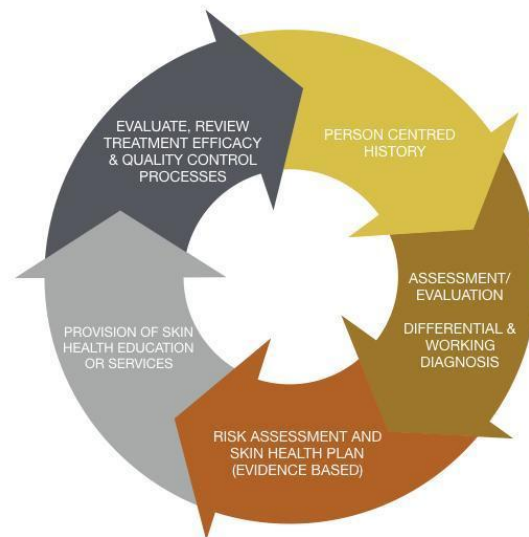 EVALUATE, REVIEW
TREATMENT EFFICACY
& QUALITY CONTROL
PROCESSES
PERSON CENTRED
HISTORY
ASSESSMENT/
EVALUATION
DIFFERENTIAL &
WORKING
DIAGNOSIS
RISK ASSESSMENT AND
SKIN HEALTH PLAN
(EVIDENCE BASED)
PROVISION OF SKIN
HEALTH EDUCATION
OR SERVICES